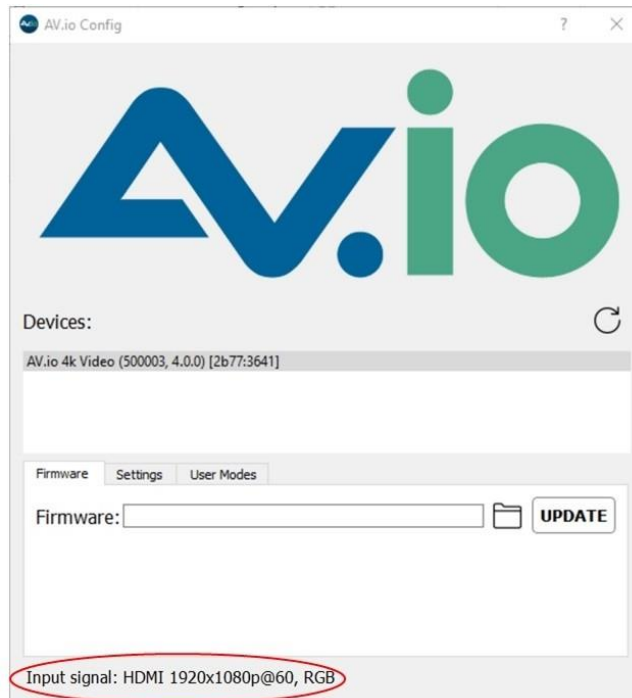 AV.io Config
?
AV.io
Devices:
AV.io 4k Video (500003, 4.0.0) [2b77:3641]
Firmware Settings User Modes
Firmware: UPDATE
Input signal: HDMI 1920x1080p@60, RGB